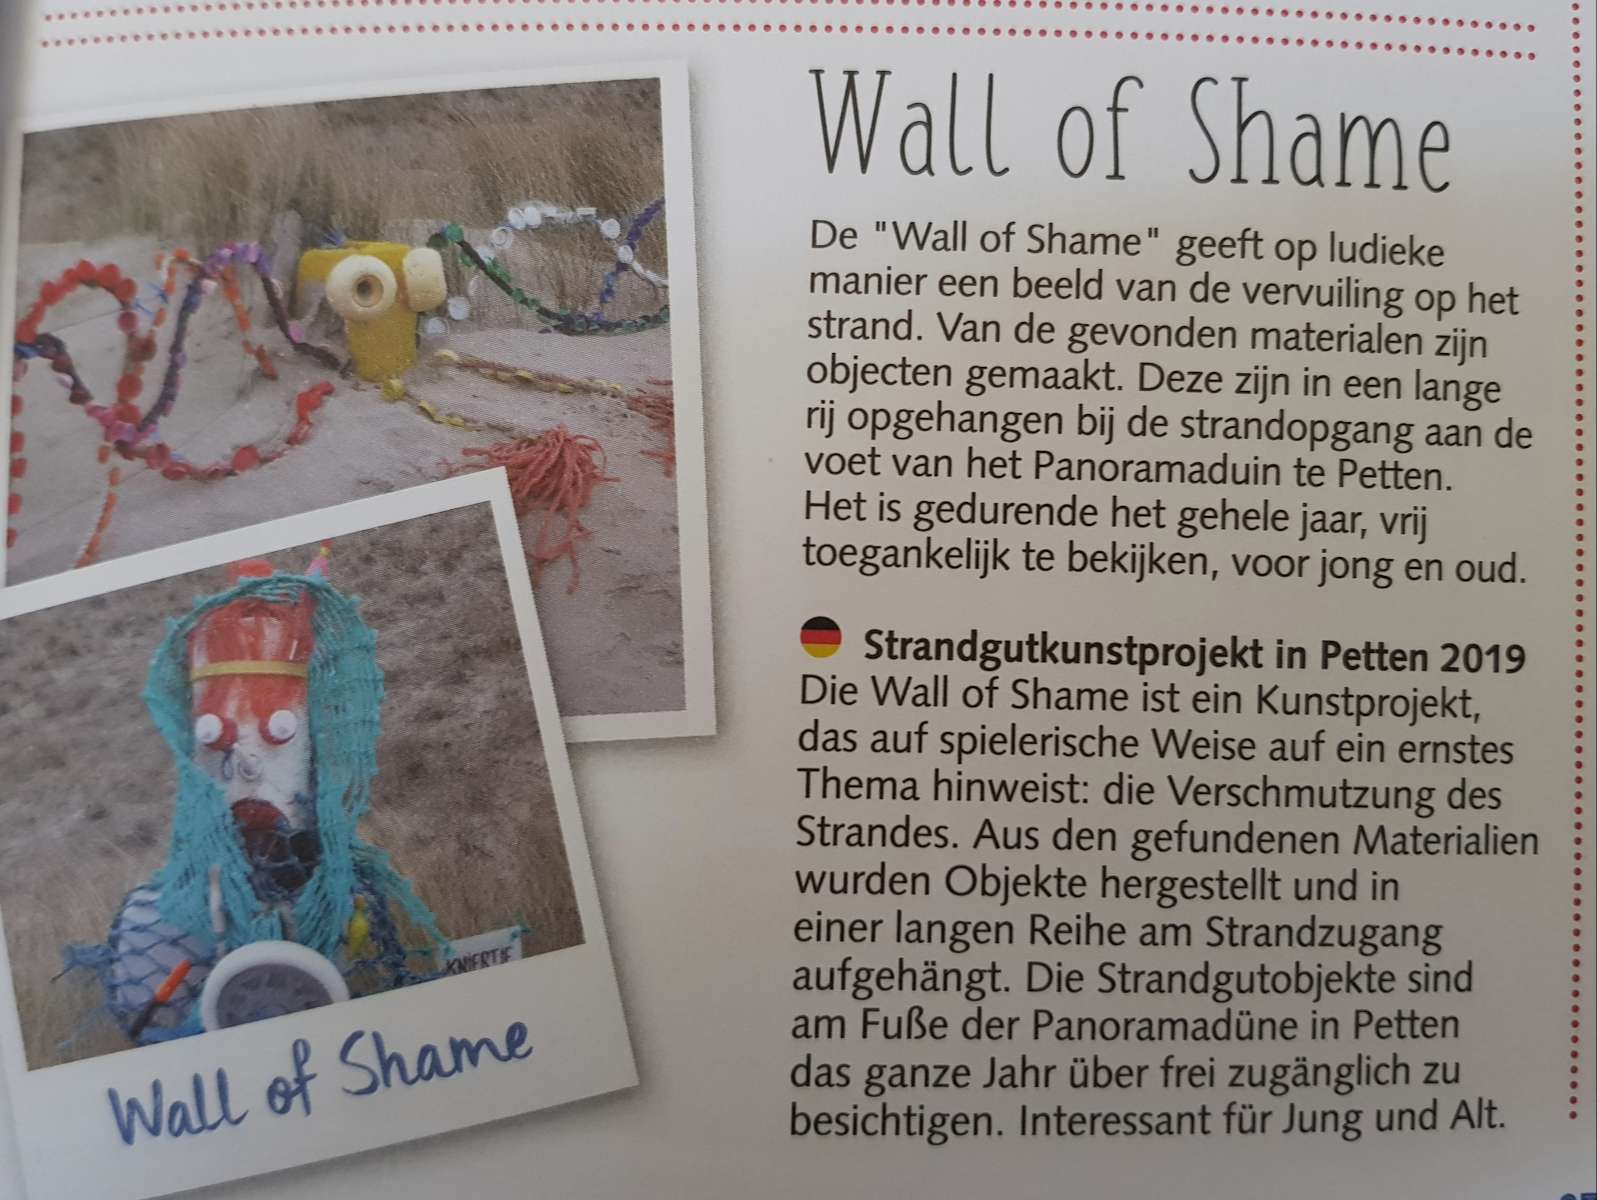 Wall of Shame
De "Wall of Shame" geeft op ludieke
manier een beeld van de vervuiling op het
strand. Van de gevonden materialen zijn
objecten gemaakt. Deze zijn in een lange
rij opgehangen bij de strandopgang aan de
voet van het Panoramaduin te Petten.
Het is gedurende het gehele jaar, vrij
toegankelijk te bekijken, voor jong en oud.
Strandgutkunstprojekt in Petten 2019
Die Wall of Shame ist ein Kunstprojekt,
das auf spielerische Weise auf ein ernstes
Thema hinweist: die Verschmutzung des
Strandes. Aus den gefundenen Materialien
wurden Objekte hergestellt und in
einer langen Reihe am Strandzugang
aufgehängt. Die Strandgutobjekte sind
am Fuße der Panoramadüne in Petten
das ganze Jahr über frei zugänglich zu
besichtigen. Interessant für Jung und Alt.
KNIERTJE
Wall of Shame